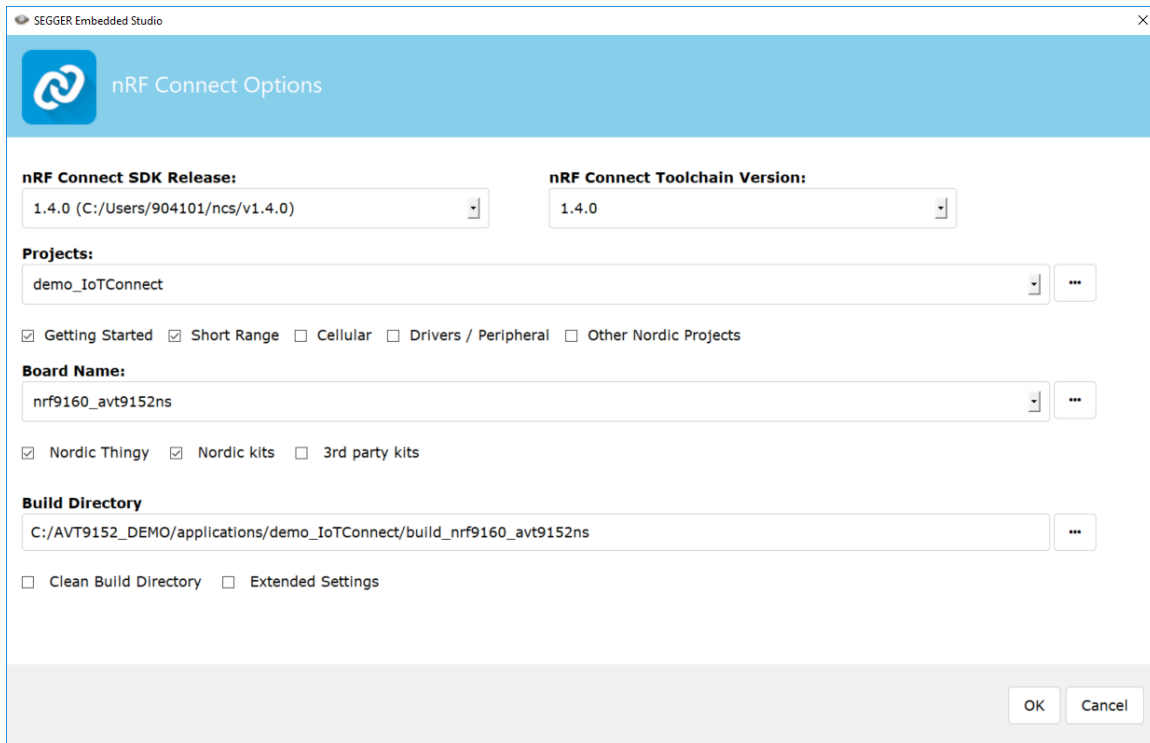 SEGGER Embedded Studio
nRF Connect Options
nRF Connect SDK Release: nRF Connect Toolchain Version:
1.4.0 (C:/Users/904101/ncs/v1.4.0) 1.4.0
Projects:
demo_IoTConnect
Getting Started Short Range Cellular Drivers / Peripheral Other Nordic Projects
Board Name:
nrf9160_avt9152ns
Nordic Thingy Nordic kits 3rd party kits
Build Directory
C:/AVT9152_DEMO/applications/demo_IoTConnect/build_nrf9160_avt9152ns
Clean Build Directory Extended Settings
OK Cancel